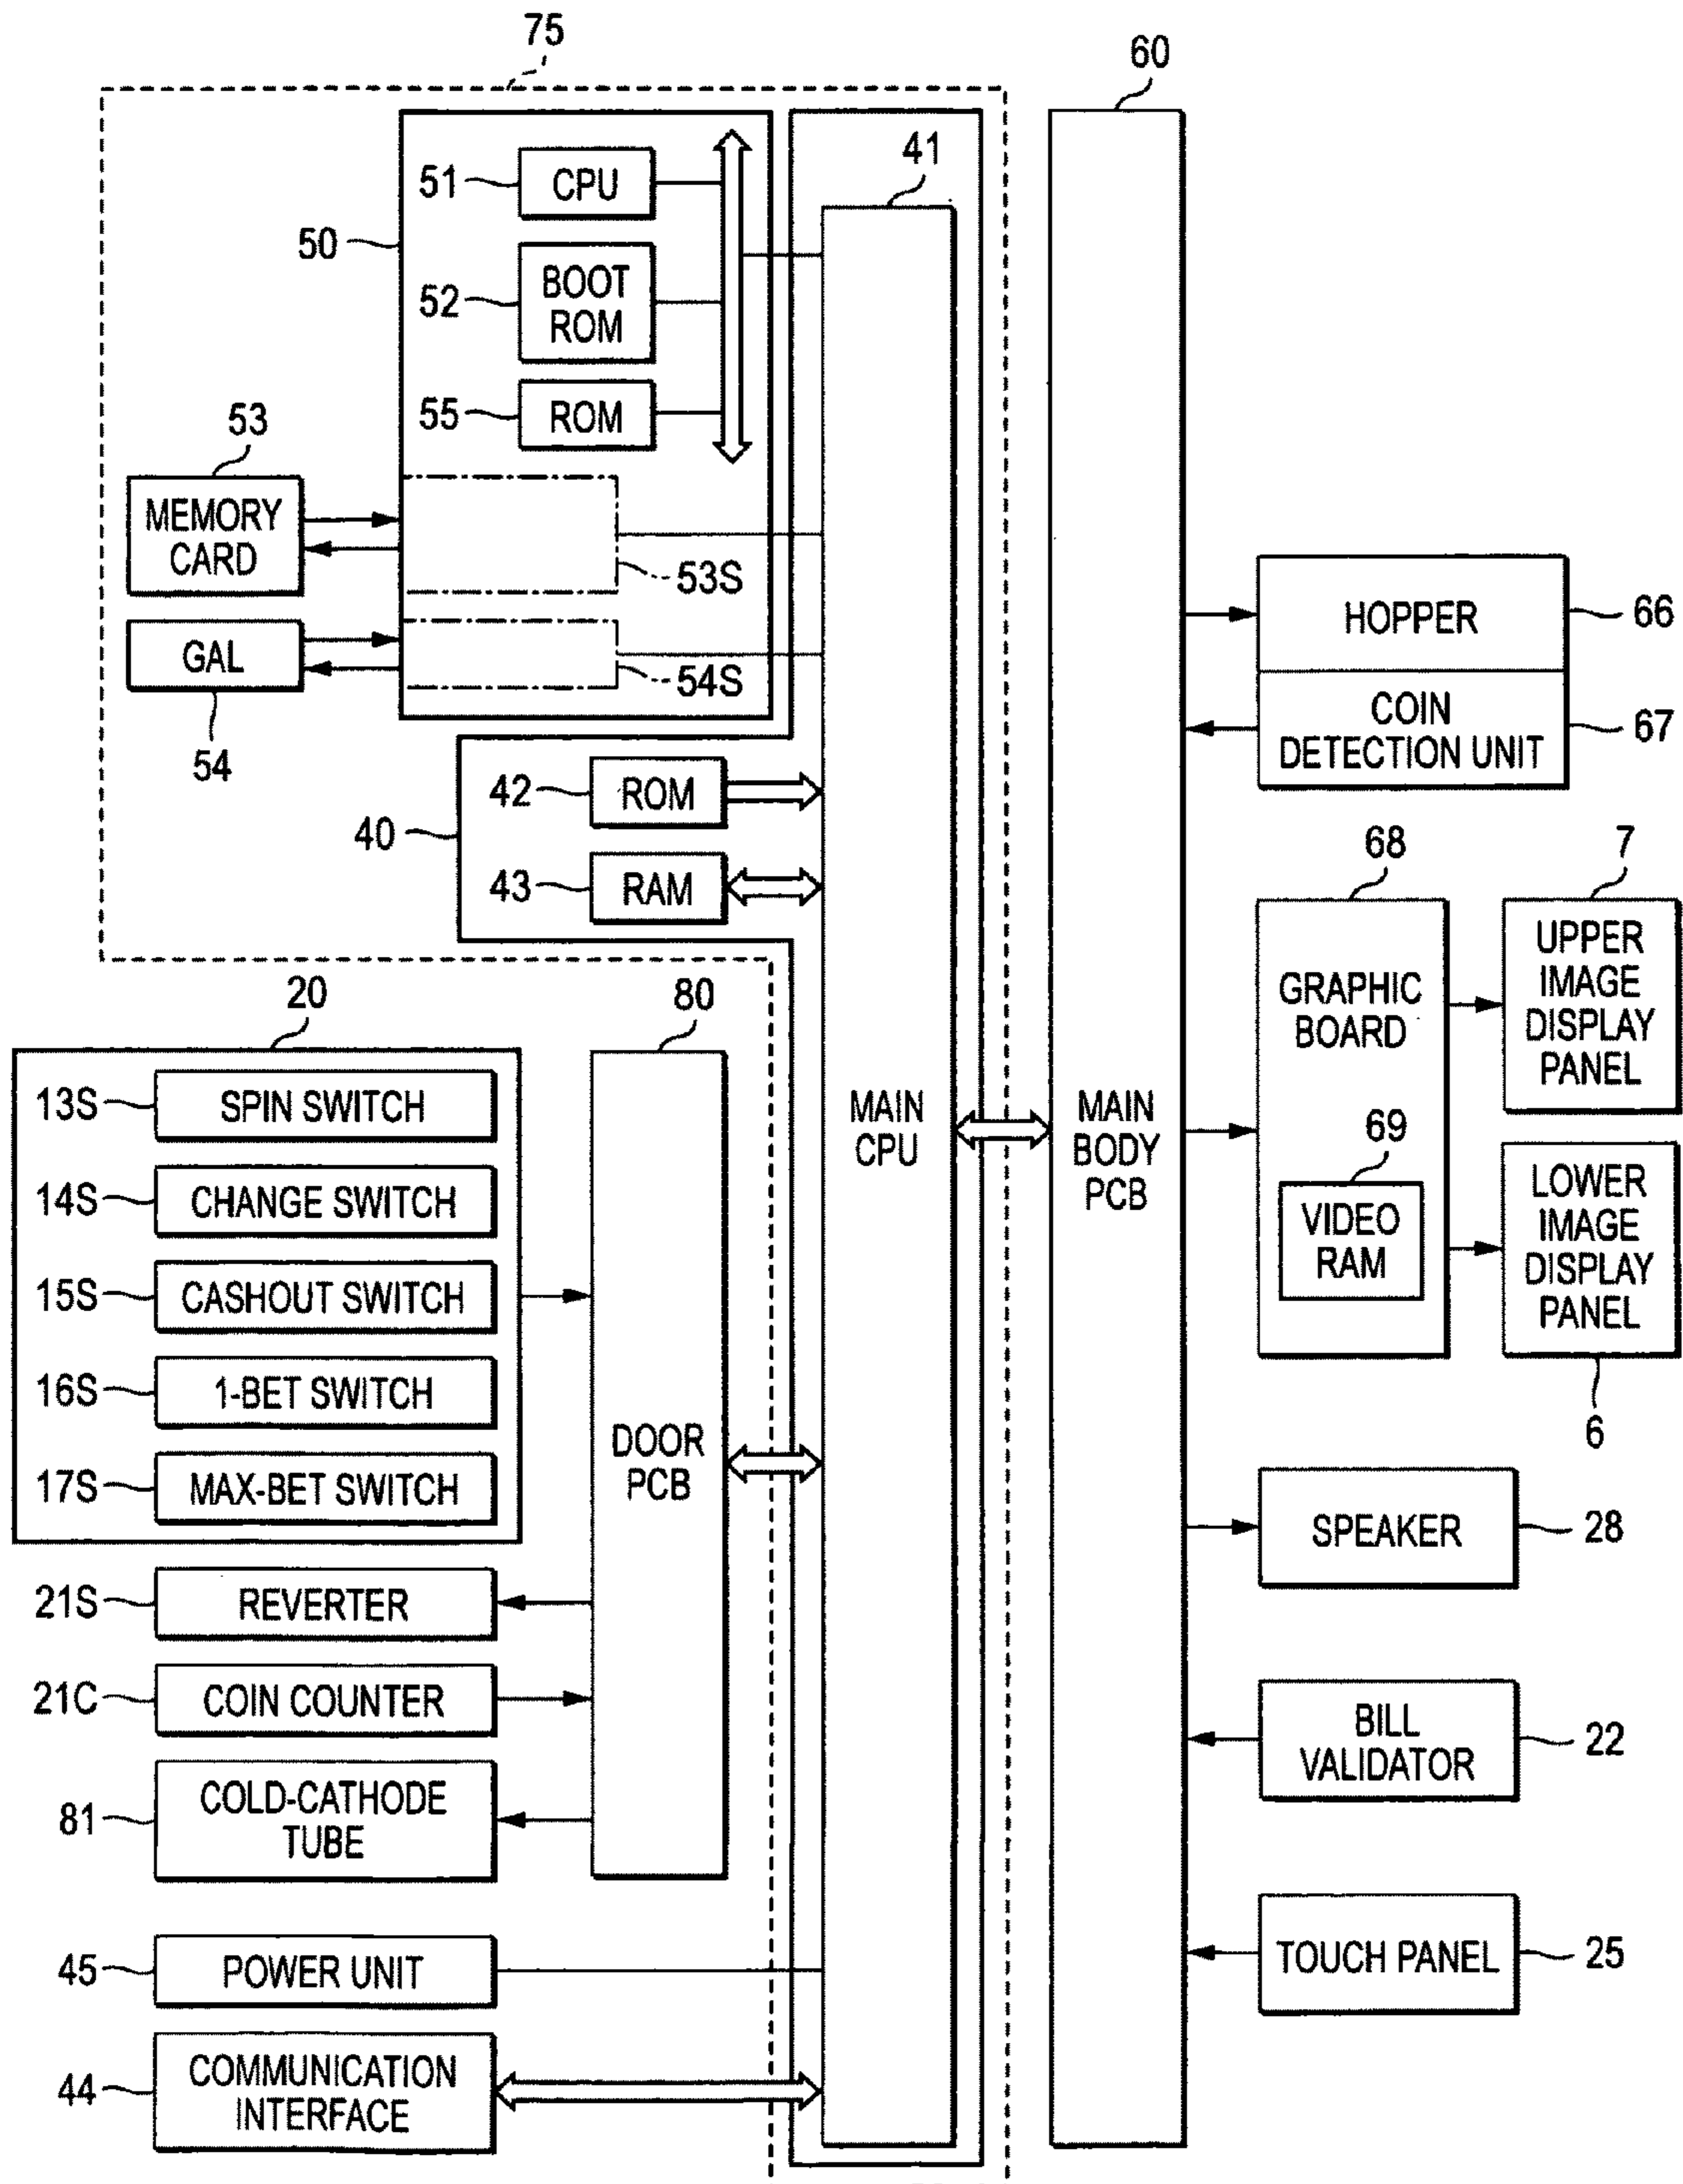 75
60
41
51
CPU
50
52
BOOT
ROM
55
ROM
53
MEMORY
CARD
53S
GAL
54S
54
HOPPER
66
COIN
DETECTION UNIT
67
42
ROM
40
43
RAM
68
7
GRAPHIC
BOARD
UPPER
IMAGE
DISPLAY
PANEL
69
VIDEO
RAM
LOWER
IMAGE
DISPLAY
PANEL
6
20
80
13S
SPIN SWITCH
14S
CHANGE SWITCH
15S
CASHOUT SWITCH
16S
1-BET SWITCH
17S
MAX-BET SWITCH
DOOR
PCB
MAIN
CPU
MAIN
BODY
PCB
21S
REVERTER
21C
COIN COUNTER
81
COLD-CATHODE
TUBE
45
POWER UNIT
44
COMMUNICATION
INTERFACE
SPEAKER
28
BILL
VALIDATOR
22
TOUCH PANEL
25